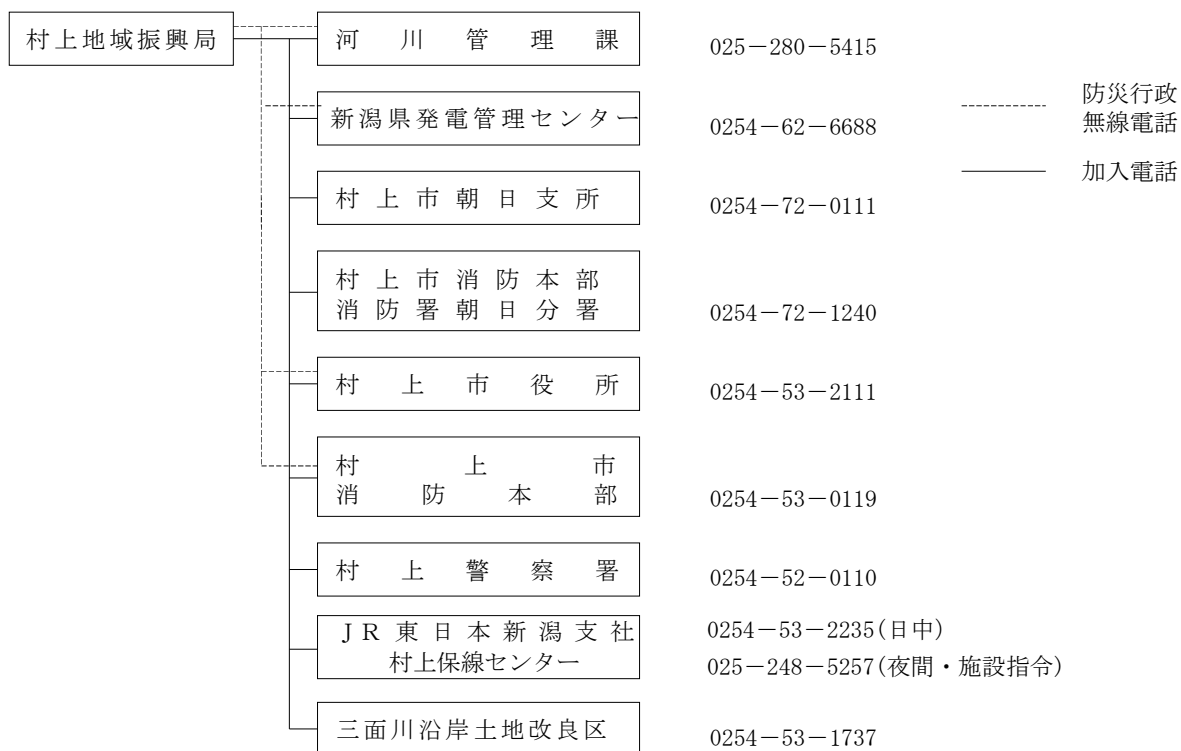 村上地域振興局
河川管理課
025-280-5415
防災行政
無線電話
新潟県発電管理センター
0254-62-6688
加入電話
村上市朝日支所
0254-72-0111
村上市消防本部
消防署朝日分署
0254-72-1240
村上市役所
0254-53-2111
村上市
消防本部
0254-53-0119
村上警察署
0254-52-0110
JR東日本新潟支社
村上保線センター
0254-53-2235(日中)
025-248-5257(夜間・施設指令)
三面川沿岸土地改良区
0254-53-1737